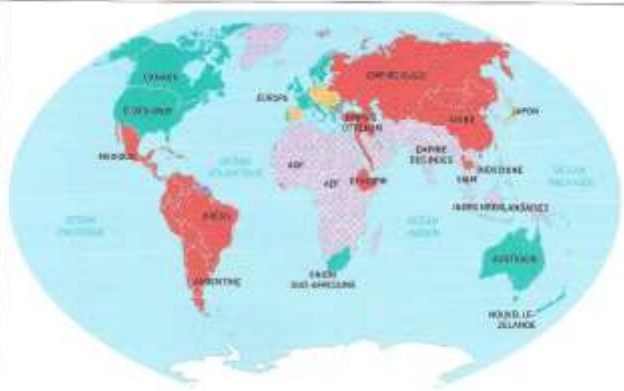 CANADA
ÉTATS-UNIS
MEXIQUE
BRÉSIL
ARGENTINE
EUROPE
EMPIRE RUSSE
EMPIRE
OTTOMAN
CHINE
JAPON
AOF
AEF
ÉTHIOPIE
EMPIRE
DES INDES
SIAM
INDOCHINE
INDES NÉERLANDAISES
UNION
SUD-AFRICAINE
AUSTRALIE
NOUVELLE-
ZÉLANDE
OCÉAN
ATLANTIQUE
OCÉAN
PACIFIQUE
OCÉAN
INDIEN
OCÉAN
PACIFIQUE